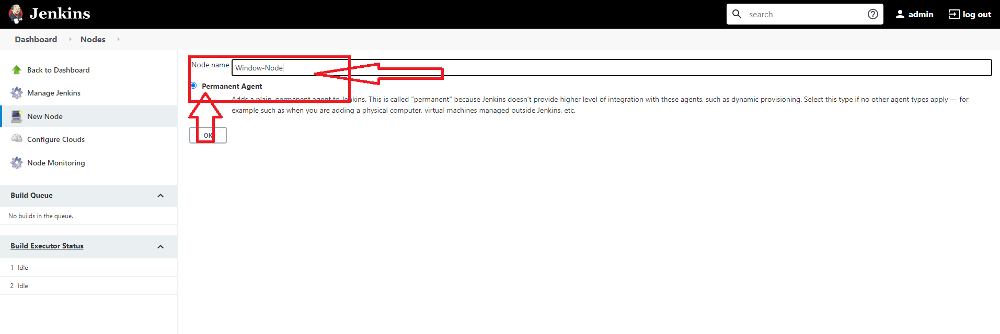 Jenkins
search
admin
log out
Dashboard
Nodes
Back to Dashboard
Manage Jenkins
New Node
Configure Clouds
Node Monitoring
Build Queue
No builds in the queue.
Build Executor Status
1 Idle
2 Idle
Node name
Window-Node
Permanent Agent
Adds a plain, permanent agent to Jenkins. This is called "permanent" because Jenkins doesn't provide higher level of integration with these agents, such as dynamic provisioning. Select this type if no other agent types apply — for
example such as when you are adding a physical computer, virtual machines managed outside Jenkins, etc.
OK